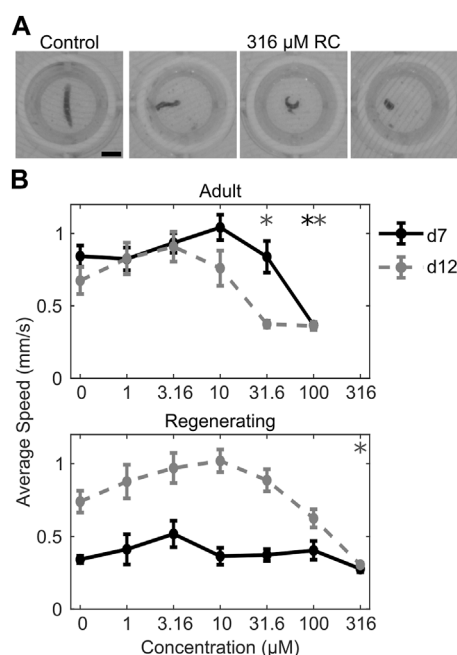 A
Control 316 µM RC
B
Adult
* **
d7
d12
1
0.5
0
0 1 3.16 10 31.6 100 316
Average Speed (mm/s)
Regenerating
*
1
0.5
0
0 1 3.16 10 31.6 100 316
Concentration (µM)